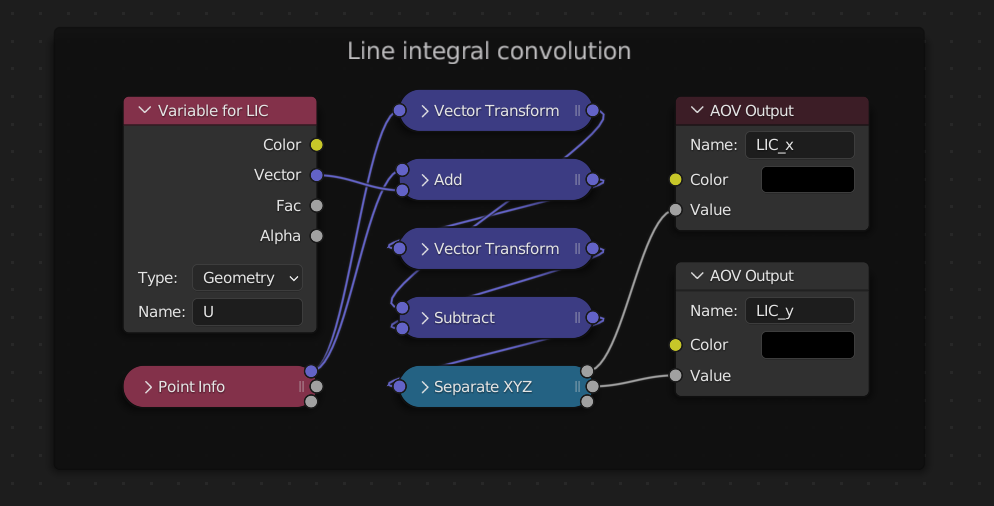 Line integral convolution
Variable for LIC
Color
Vector
Fac
Alpha
Type: Geometry
Name: U
Point Info
Vector Transform
Add
Vector Transform
Subtract
Separate XYZ
AOV Output
Name: LIC_x
Color
Value
AOV Output
Name: LIC_y
Color
Value